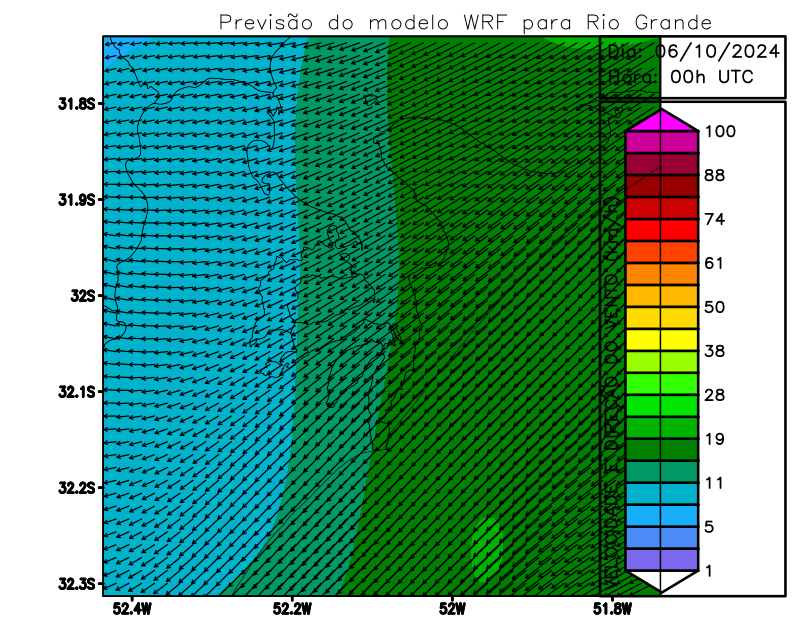 Previsão do modelo WRF para Rio Grande
Dia: 06/10/2024
Hora: 00h UTC
31.8S
31.9S
32S
32.1S
32.2S
32.3S
52.4W
52.2W
52W
51.8W
VELOCIDADE E DIREÇÃO DO VENTO (km/h)
100
88
74
61
50
38
28
19
11
5
1